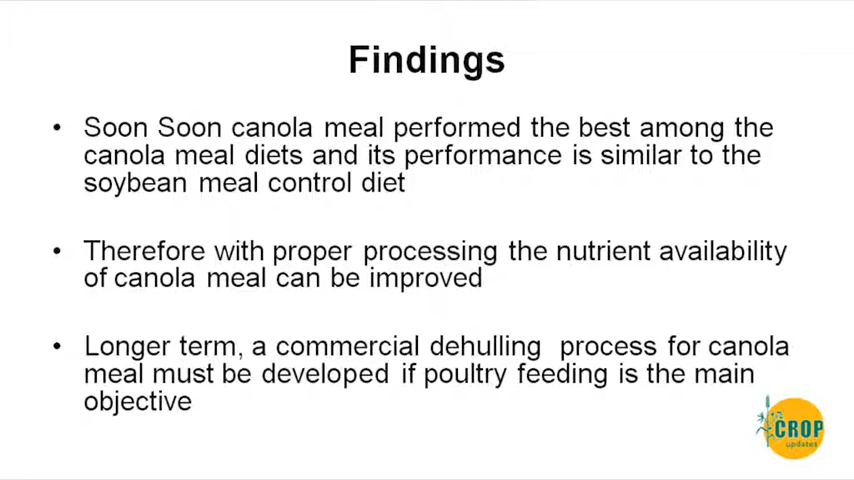 Findings
• Soon Soon canola meal performed the best among the
canola meal diets and its performance is similar to the
soybean meal control diet
• Therefore with proper processing the nutrient availability
of canola meal can be improved
• Longer term, a commercial dehulling process for canola
meal must be developed if poultry feeding is the main
objective
CROP
updates